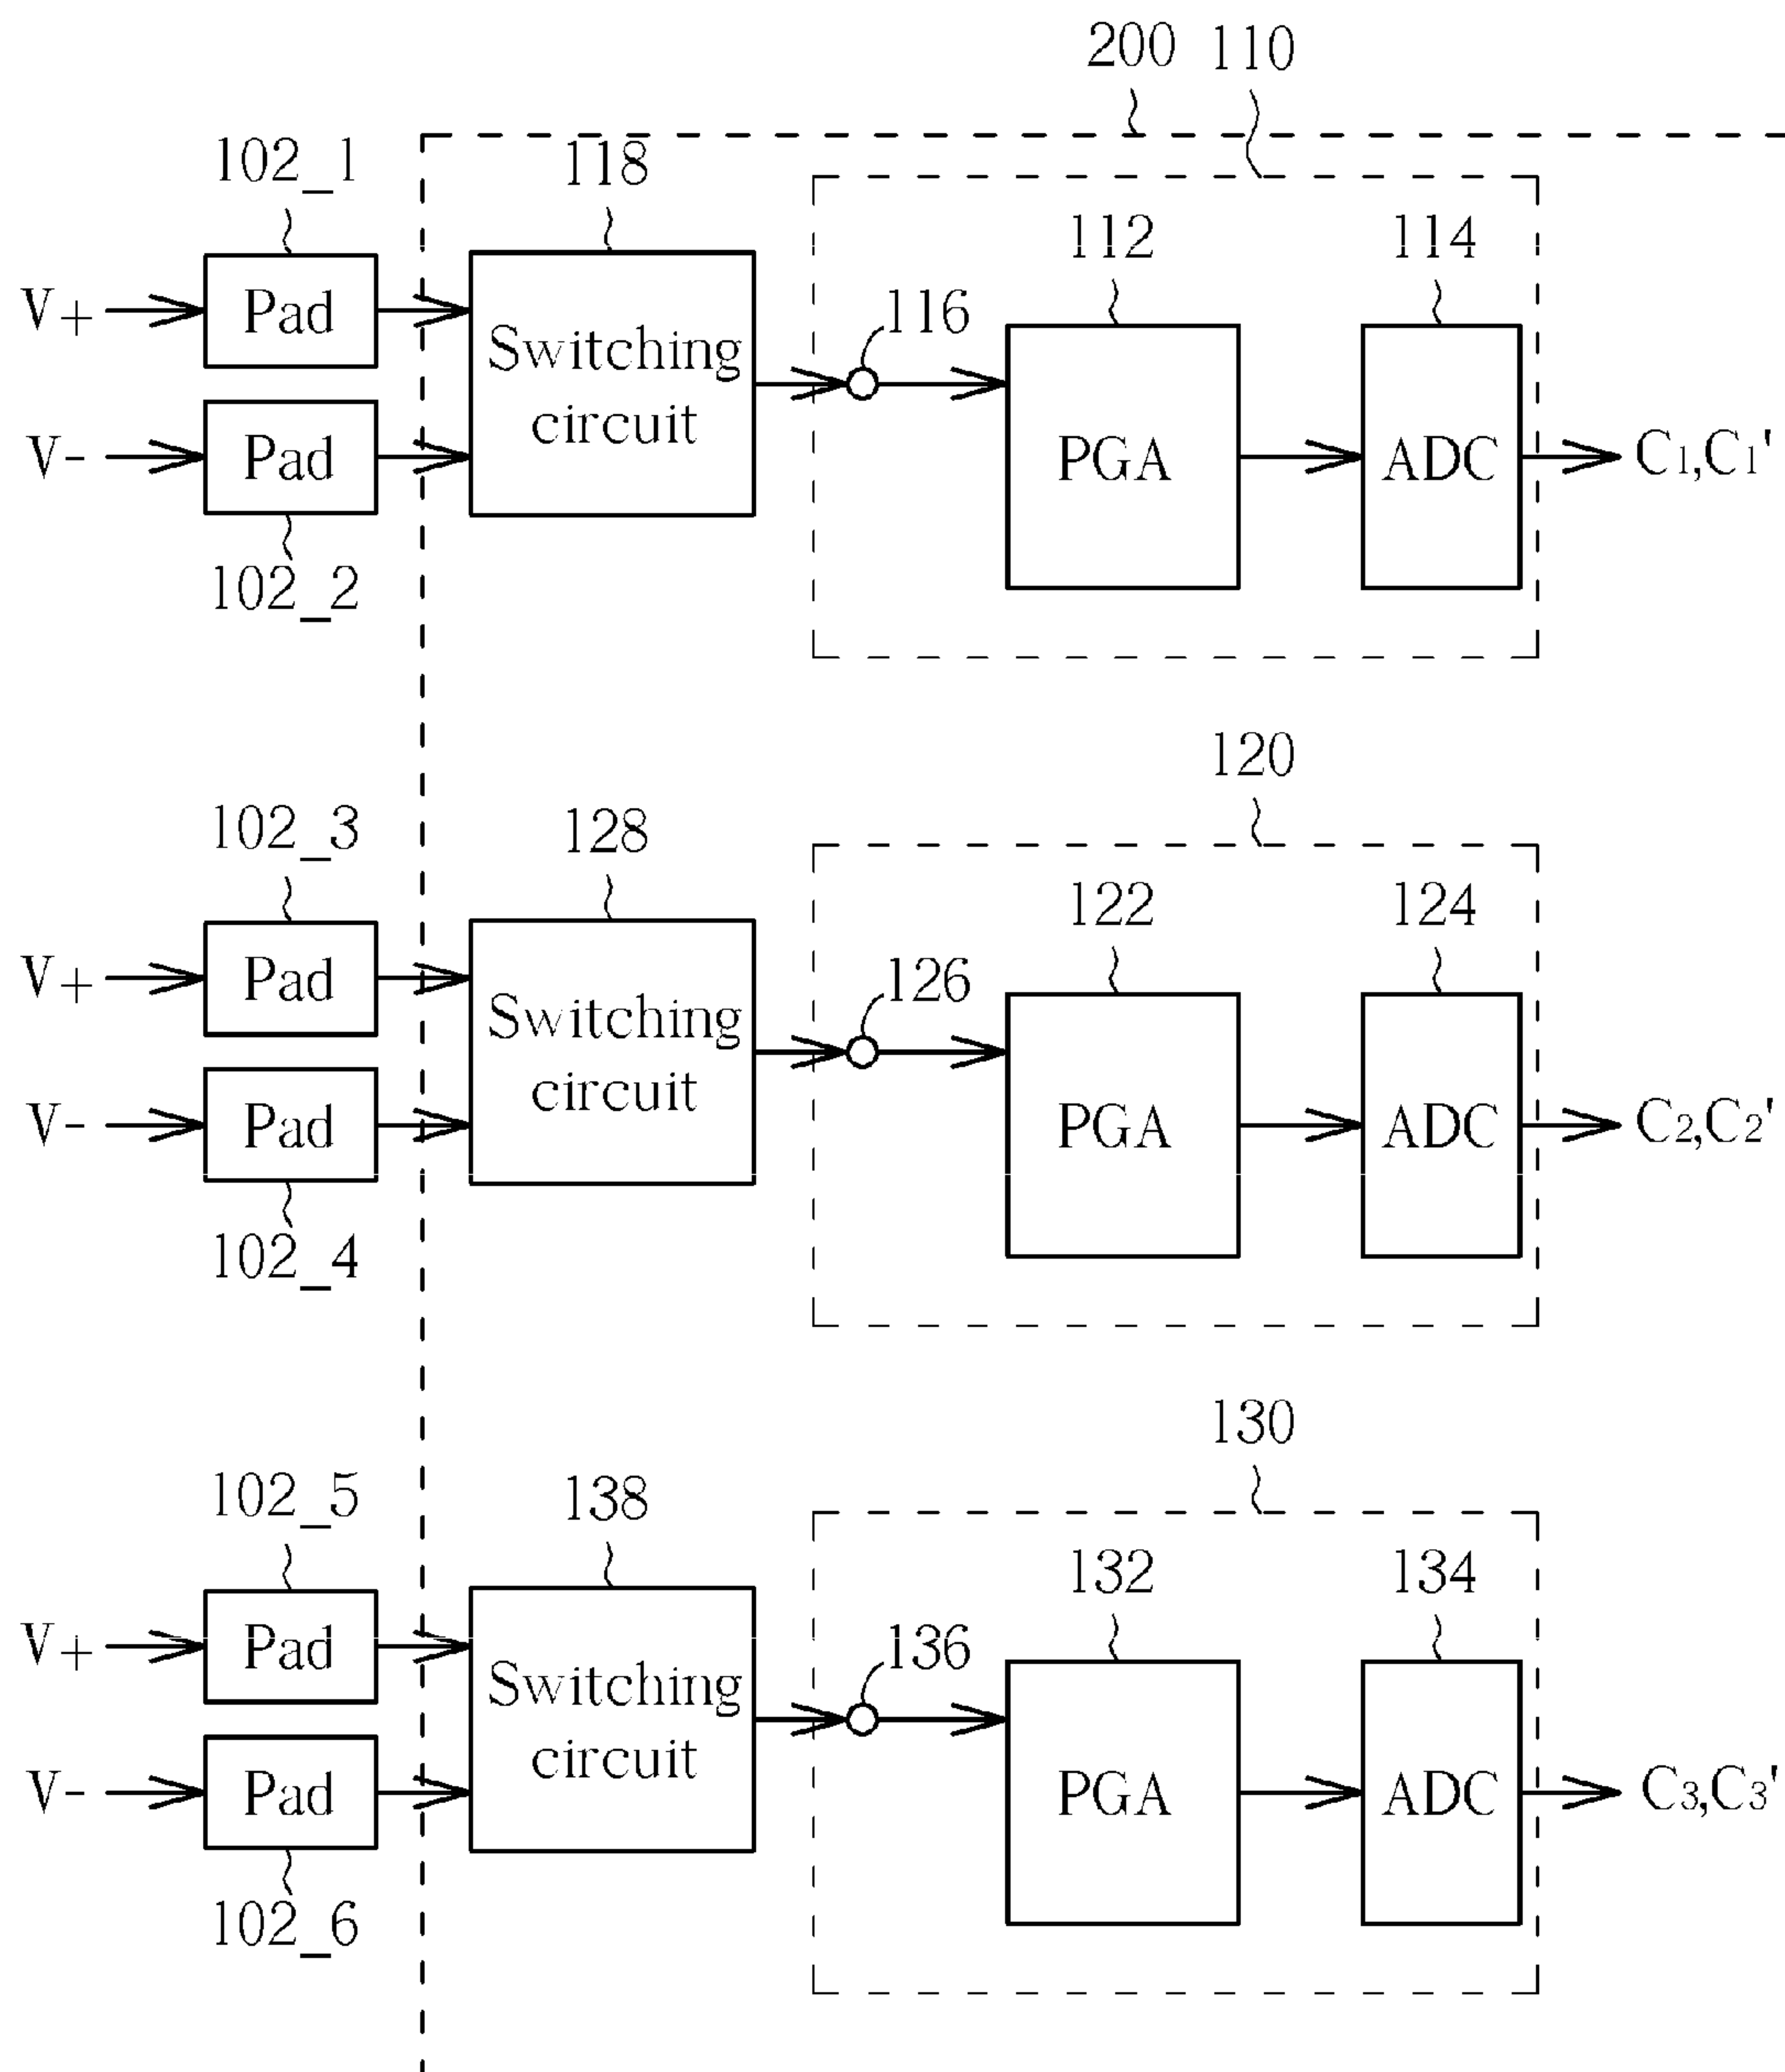 200 110
102_1 118
112 114
V+ Pad
116
Switching circuit
V- Pad
PGA ADC C₁,C₁'
102_2
120
102_3 128
122 124
V+ Pad
126
Switching circuit
V- Pad
PGA ADC C₂,C₂'
102_4
130
102_5 138
132 134
V+ Pad
136
Switching circuit
V- Pad
PGA ADC C₃,C₃'
102_6